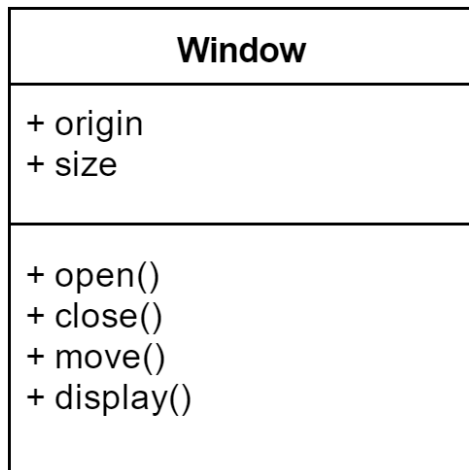 Window
+ origin
+ size
+ open()
+ close()
+ move()
+ display()